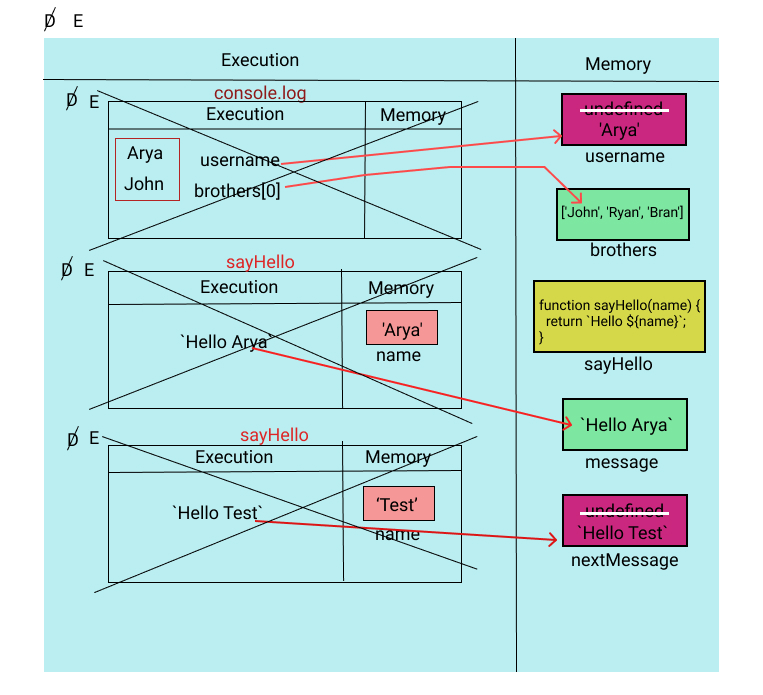 D E
Execution
Memory
D E
console.log
Execution
Memory
Arya
John
username
brothers[0]
undefined
'Arya'
username
['John', 'Ryan', 'Bran']
brothers
D E
sayHello
Execution
Memory
`Hello Arya`
'Arya'
name
function sayHello(name) {
return `Hello ${name}`;
}
sayHello
`Hello Arya`
message
D E
sayHello
Execution
Memory
`Hello Test`
‘Test’
name
undefined
`Hello Test`
nextMessage